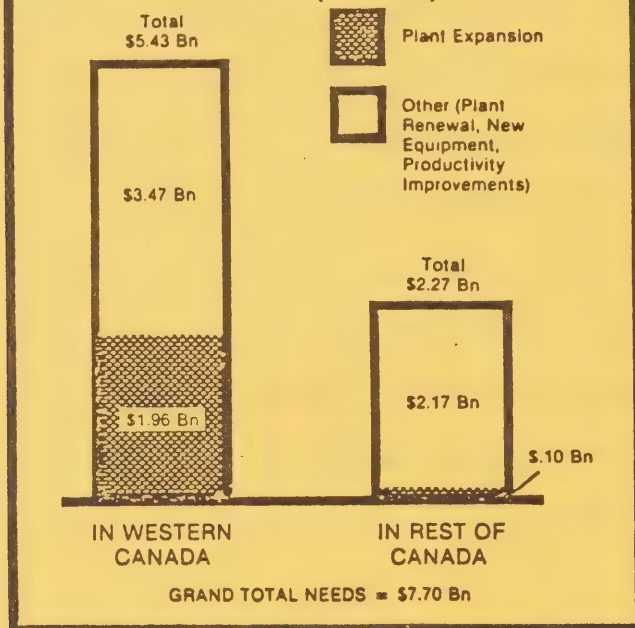 Total
$5.43 Bn
Plant Expansion
Other (Plant
Renewal, New
Equipment,
Productivity
Improvements)
$3.47 Bn
$1.96 Bn
Total
$2.27 Bn
$2.17 Bn
$.10 Bn
IN WESTERN
CANADA
IN REST OF
CANADA
GRAND TOTAL NEEDS = $7.70 Bn